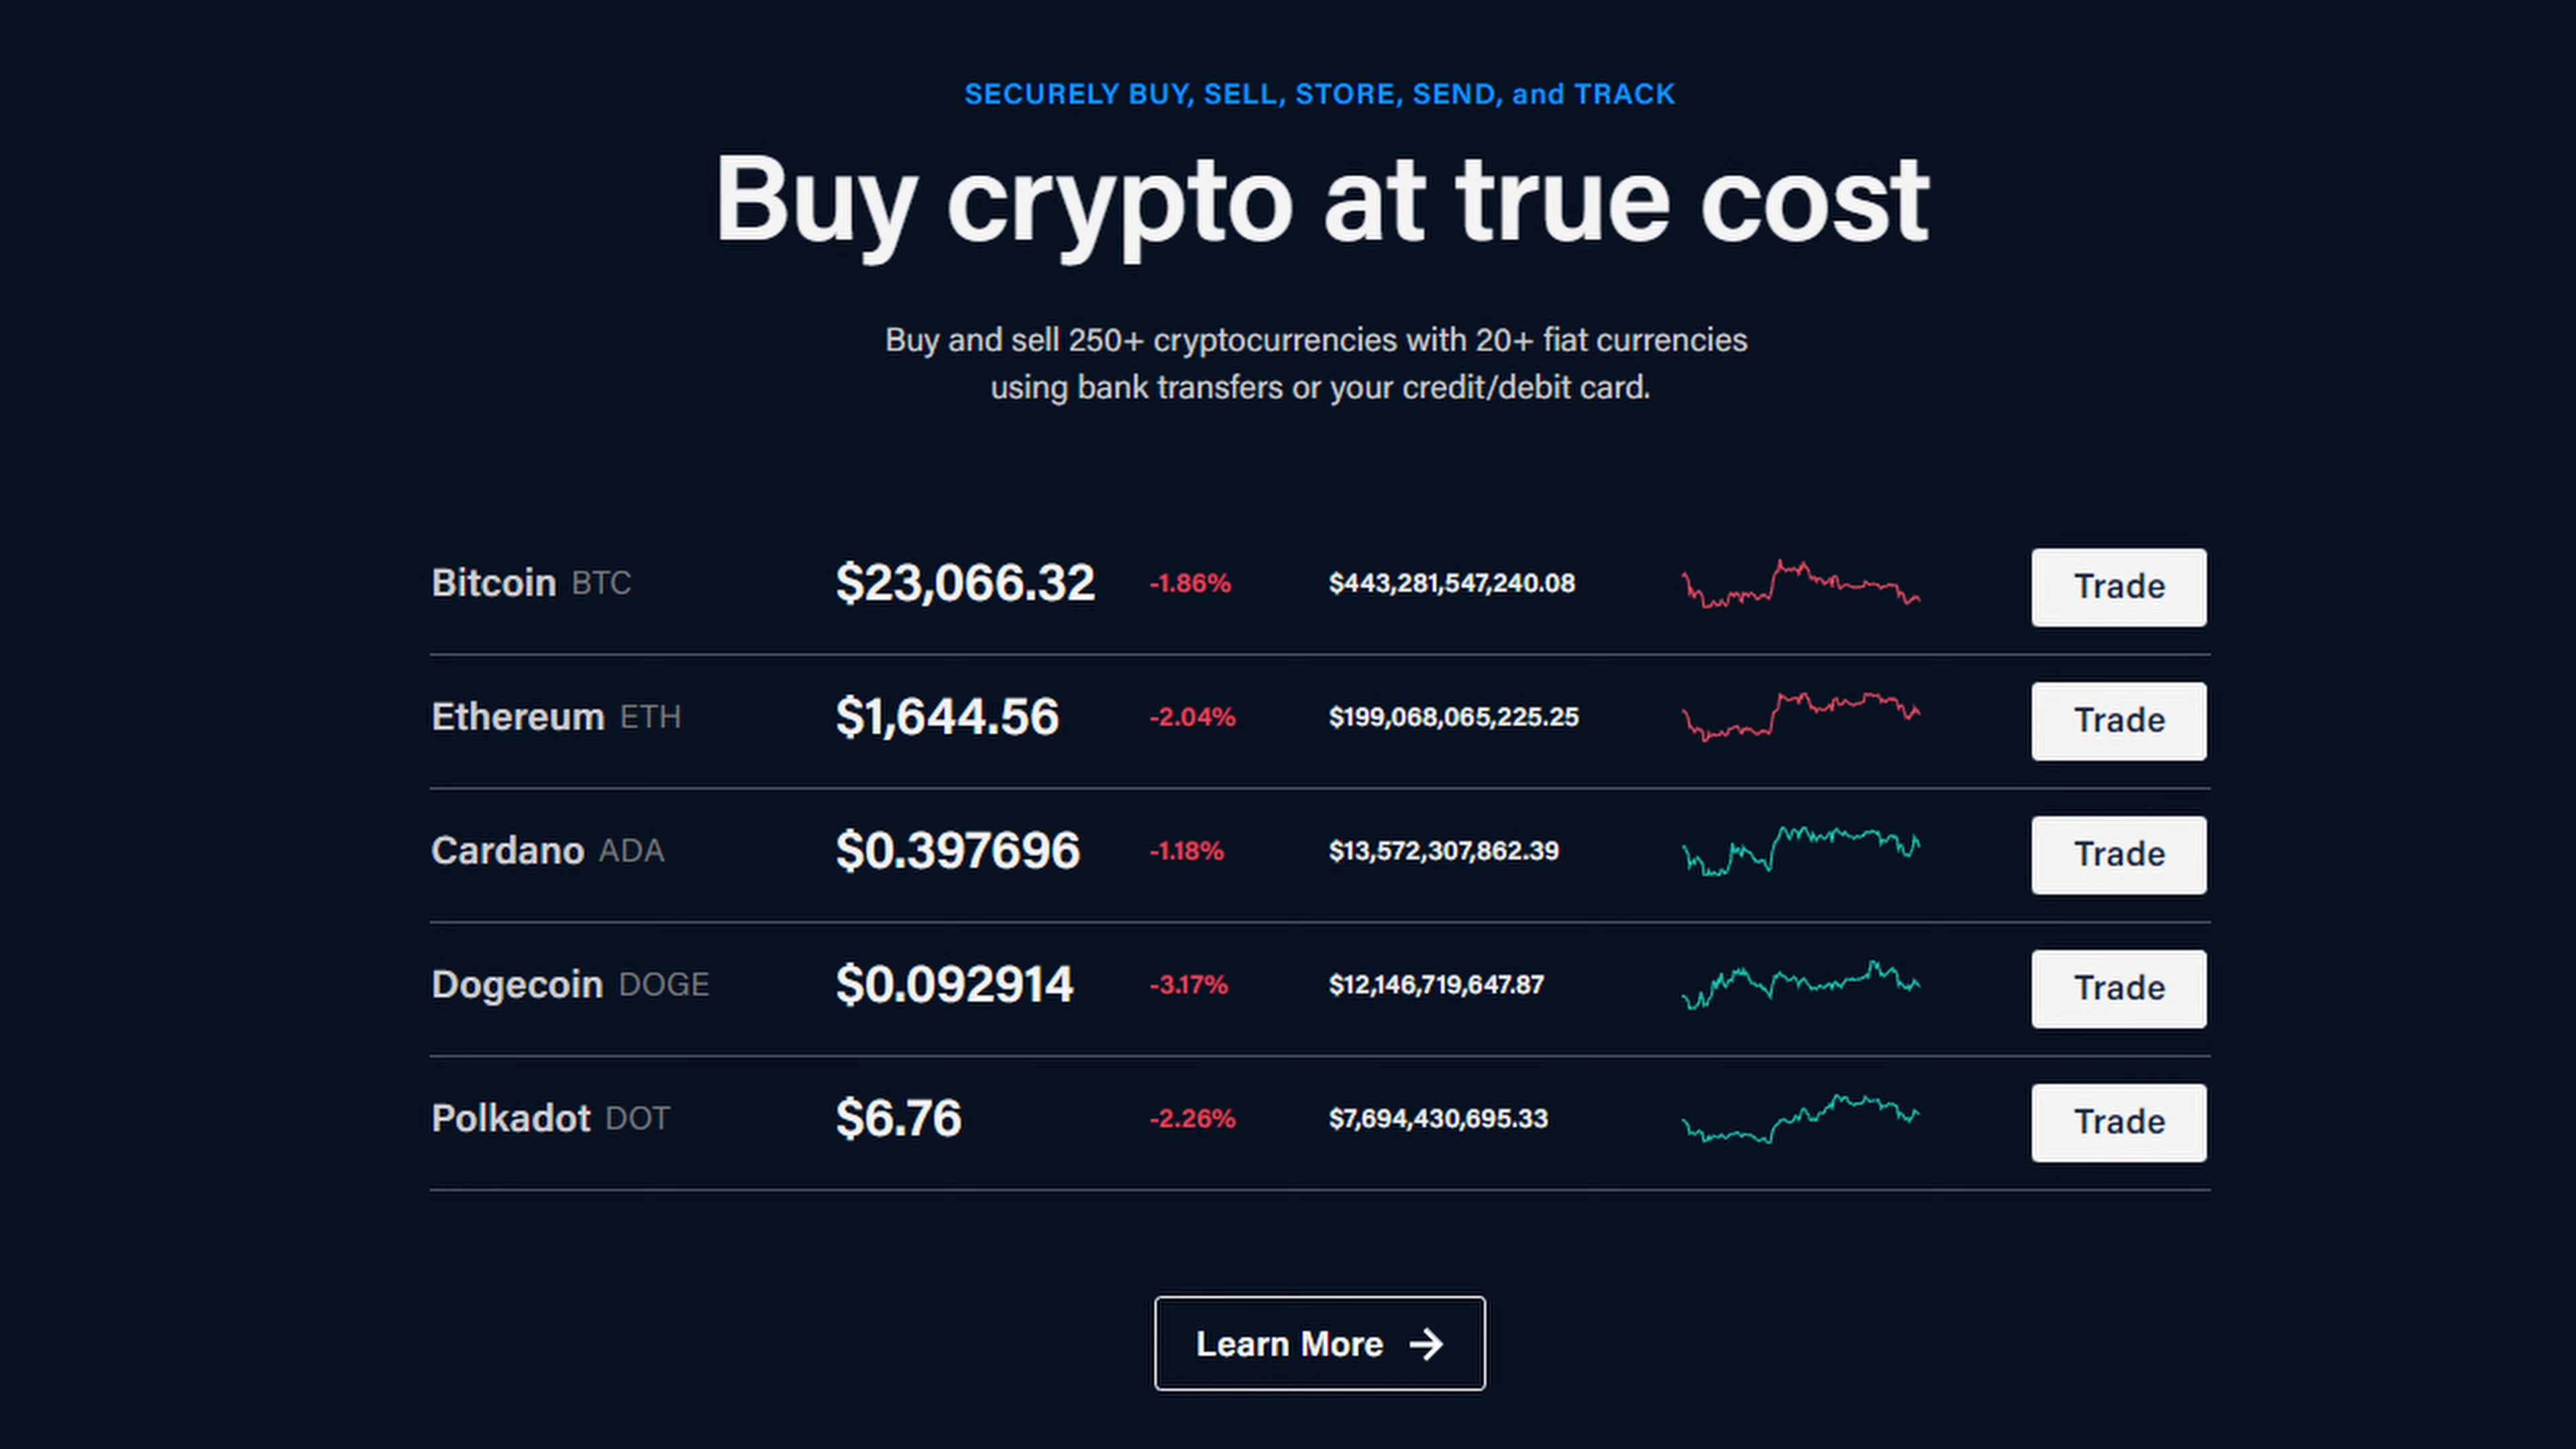 SECURELY BUY, SELL, STORE, SEND, and TRACK
Buy crypto at true cost
Buy and sell 250+ cryptocurrencies with 20+ fiat currencies
using bank transfers or your credit/debit card.
Bitcoin BTC $23,066.32 -1.86% $443,281,547,240.08 Trade
Ethereum ETH $1,644.56 -2.04% $199,068,065,225.25 Trade
Cardano ADA $0.397696 -1.18% $13,572,307,862.39 Trade
Dogecoin DOGE $0.092914 -3.17% $12,146,719,647.87 Trade
Polkadot DOT $6.76 -2.26% $7,694,430,695.33 Trade
Learn More →